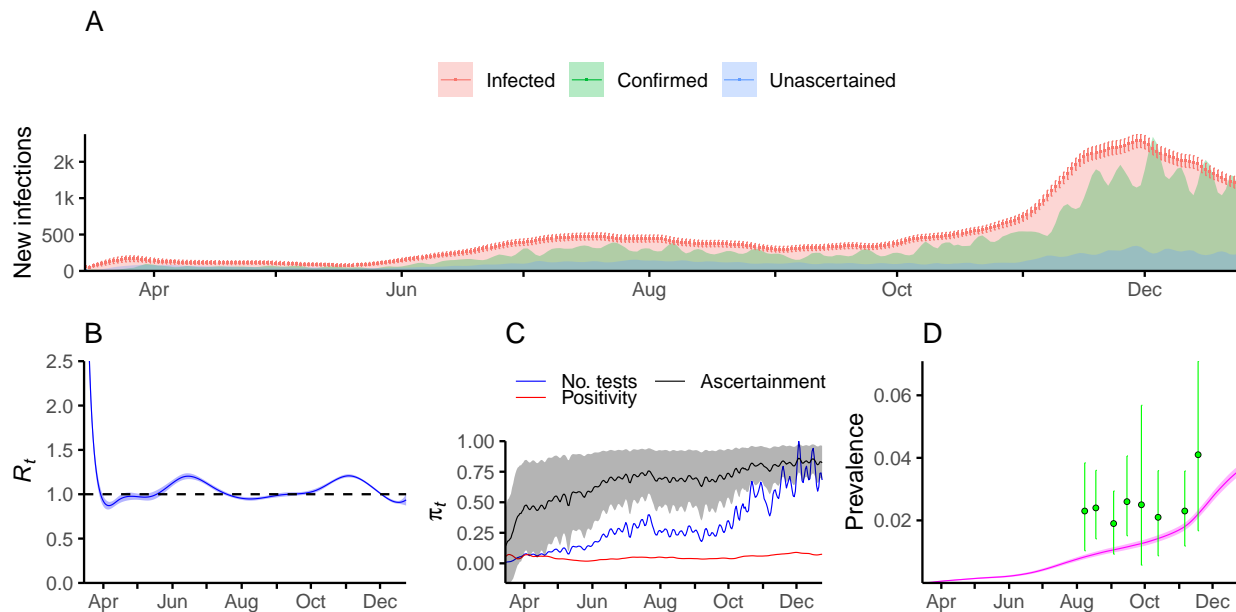 A
Infected Confirmed Unascertained
New infections
2k
1k
500
0
Apr Jun Aug Oct Dec
B
R_t
2.5
2.0
1.5
1.0
0.5
0.0
Apr Jun Aug Oct Dec
C
No. tests Ascertainment
Positivity
π_t
1.00
0.75
0.50
0.25
0.00
Apr Jun Aug Oct Dec
D
Prevalence
0.06
0.04
0.02
Apr Jun Aug Oct Dec